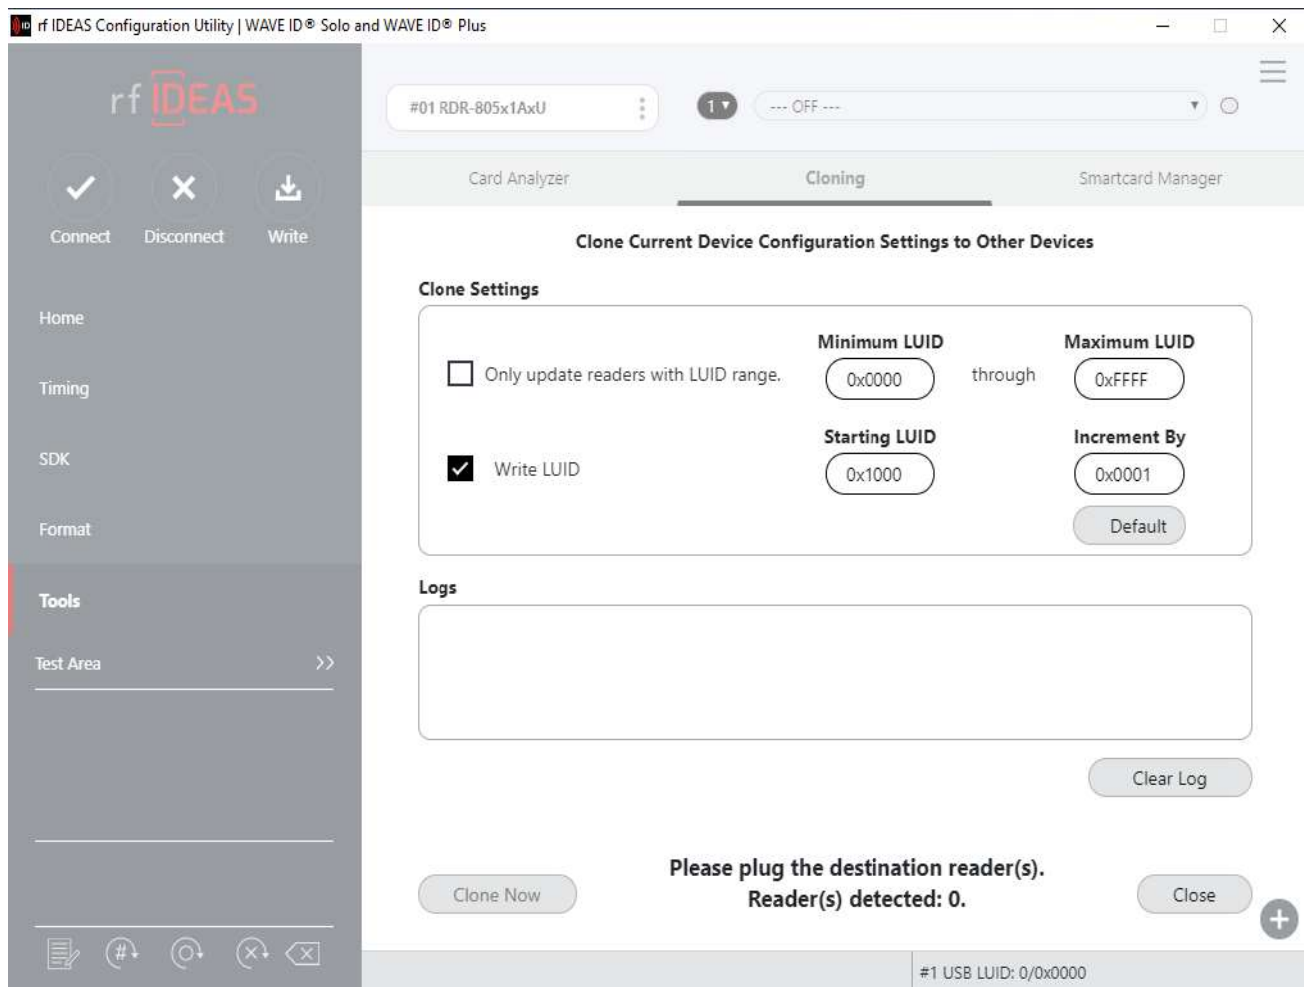 rf IDEAS Configuration Utility | WAVE ID® Solo and WAVE ID® Plus
rf IDEAS
#01 RDR-805x1AxU
1
--- OFF ---
Connect
Disconnect
Write
Card Analyzer
Cloning
Smartcard Manager
Home
Timing
SDK
Format
Tools
Test Area >>
Clone Current Device Configuration Settings to Other Devices
Clone Settings
Minimum LUID
Maximum LUID
Only update readers with LUID range.
0x0000
through
0xFFFF
Starting LUID
Increment By
Write LUID
0x1000
0x0001
Default
Logs
Clear Log
Clone Now
Please plug the destination reader(s).
Reader(s) detected: 0.
Close
#1 USB LUID: 0/0x0000